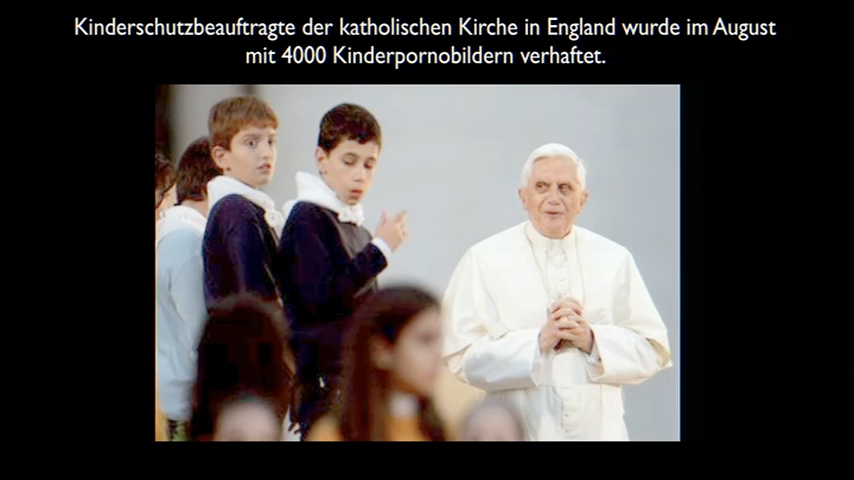 Kinderschutzbeauftragte der katholischen Kirche in England wurde im August
mit 4000 Kinderpornobildern verhaftet.